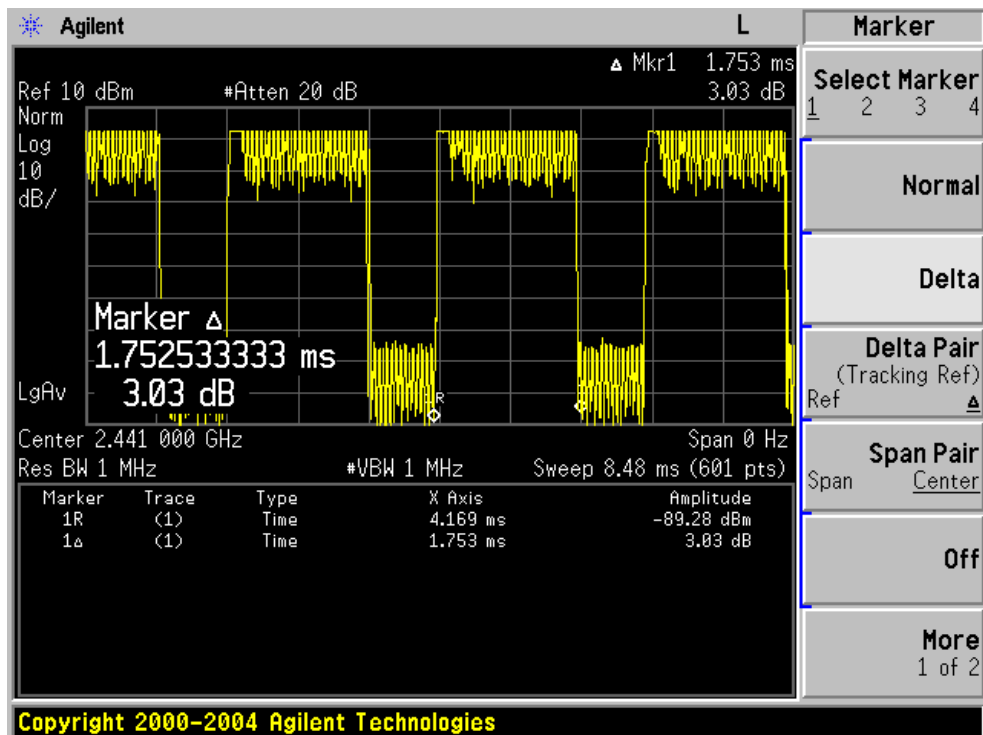 Agilent L Marker
Δ Mkr1 1.753 ms
Ref 10 dBm #Atten 20 dB 3.03 dB
Norm
Log
10
dB/
Marker Δ
1.752533333 ms
3.03 dB
LgAv
R
Center 2.441 000 GHz Span 0 Hz
Res BW 1 MHz #VBW 1 MHz Sweep 8.48 ms (601 pts)
Marker Trace Type X Axis Amplitude
1R (1) Time 4.169 ms -89.28 dBm
1Δ (1) Time 1.753 ms 3.03 dB
Select Marker
1 2 3 4
Normal
Delta
Delta Pair
(Tracking Ref)
Ref Δ
Span Pair
Span Center
Off
More
1 of 2
Copyright 2000-2004 Agilent Technologies